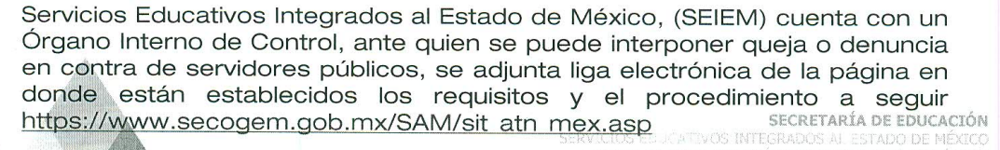 Servicios Educativos Integrados al Estado de México, (SEIEM) cuenta con un
Órgano Interno de Control, ante quien se puede interponer queja o denuncia
en contra de servidores públicos, se adjunta liga electrónica de la página en
donde están establecidos los requisitos y el procedimiento a seguir
https://www.secogem.gob.mx/SAM/sit_atn_mex.asp
SECRETARÍA DE EDUCACIÓN
SERVICIOS EDUCATIVOS INTEGRADOS AL ESTADO DE MÉXICO